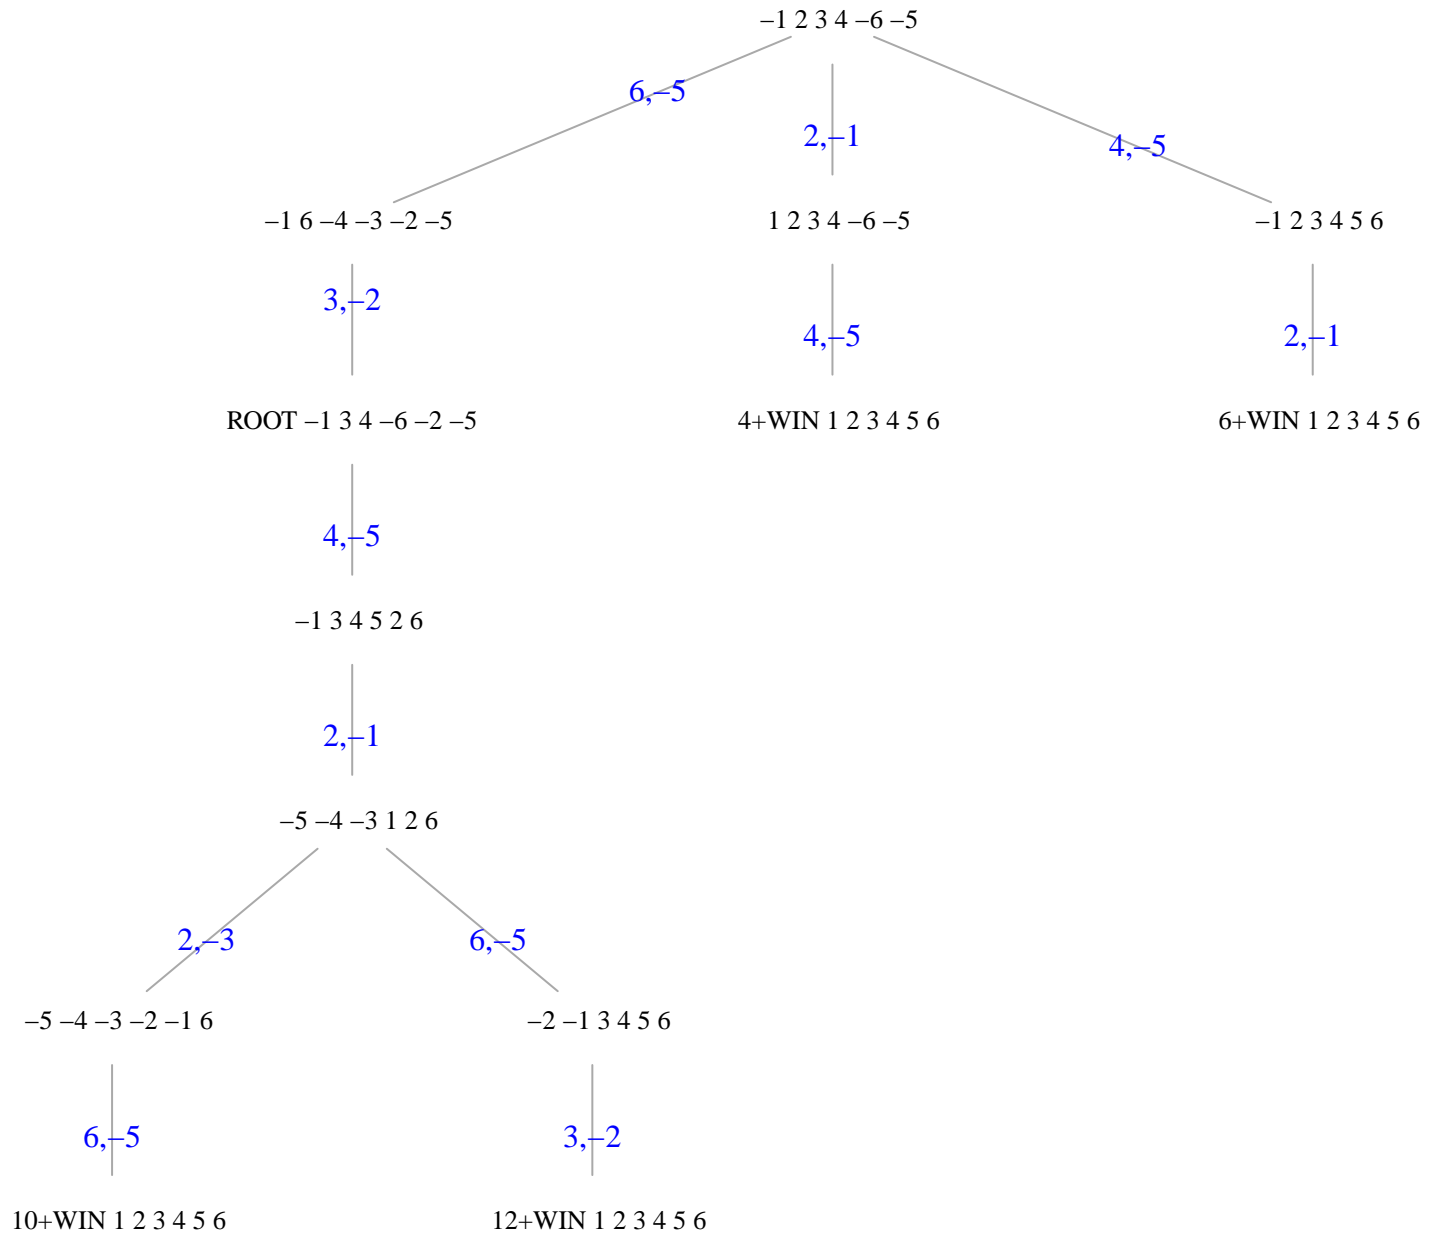 –1 2 3 4 –6 –5
6,–5
2,–1
4,–5
–1 6 –4 –3 –2 –5
1 2 3 4 –6 –5
–1 2 3 4 5 6
3,–2
4,–5
2,–1
ROOT –1 3 4 –6 –2 –5
4+WIN 1 2 3 4 5 6
6+WIN 1 2 3 4 5 6
4,–5
–1 3 4 5 2 6
2,–1
–5 –4 –3 1 2 6
2,–3
6,–5
–5 –4 –3 –2 –1 6
–2 –1 3 4 5 6
6,–5
3,–2
10+WIN 1 2 3 4 5 6
12+WIN 1 2 3 4 5 6